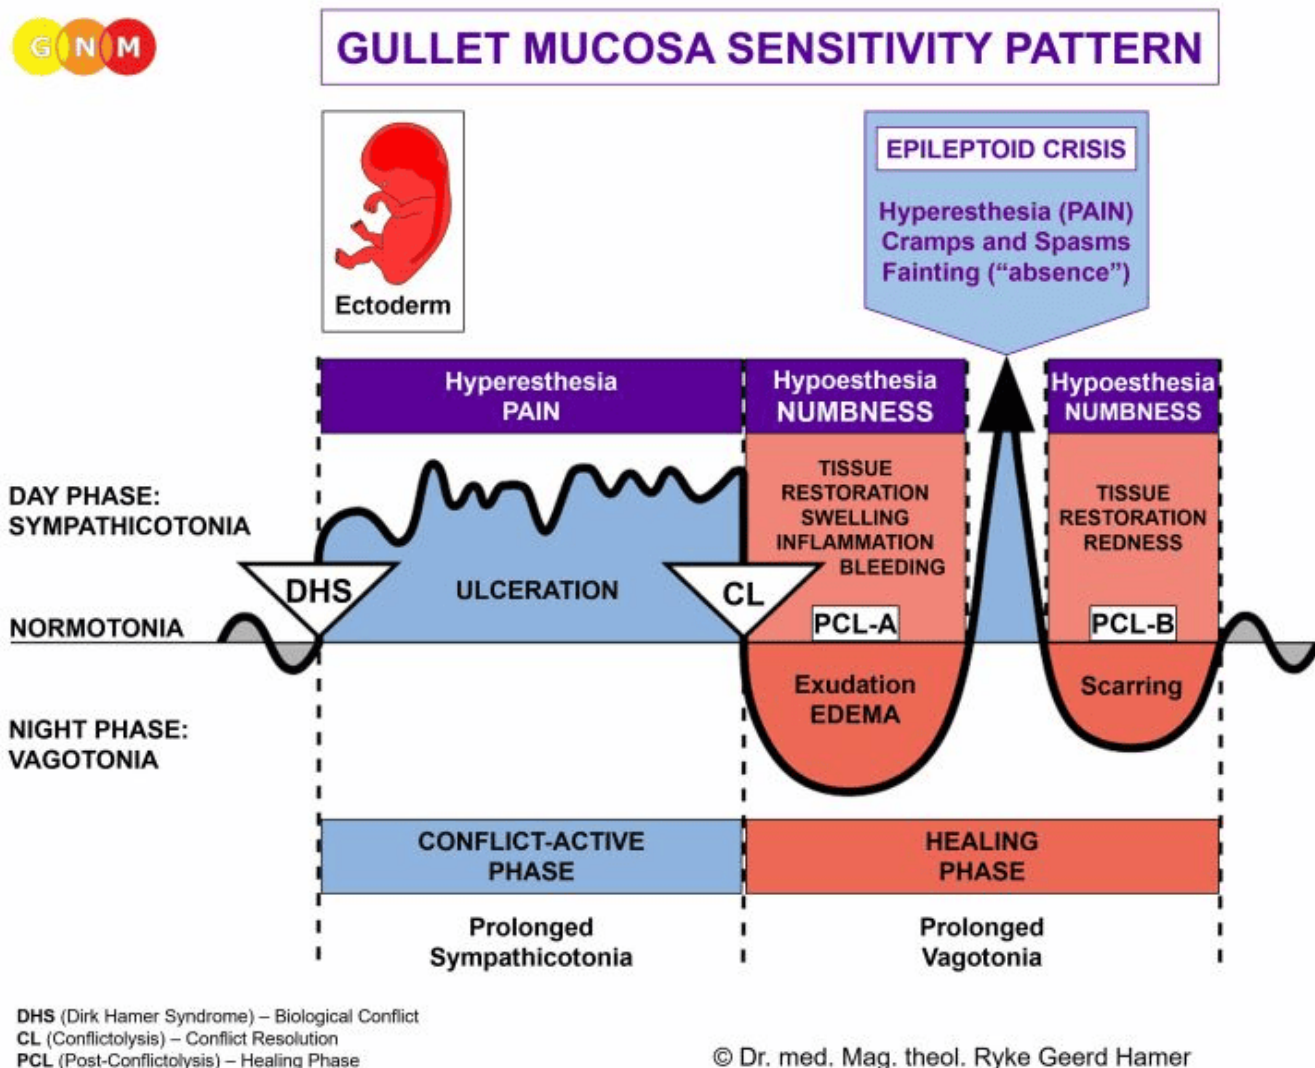 G N M
GULLET MUCOSA SENSITIVITY PATTERN
Ectoderm
EPILEPTOID CRISIS
Hyperesthesia (PAIN)
Cramps and Spasms
Fainting (“absence”)
Hyperesthesia
PAIN
Hypoesthesia
NUMBNESS
Hypoesthesia
NUMBNESS
DAY PHASE:
SYMPATHICOTONIA
TISSUE
RESTORATION
SWELLING
INFLAMMATION
BLEEDING
TISSUE
RESTORATION
REDNESS
DHS
ULCERATION
CL
PCL-A
PCL-B
NORMOTONIA
Exudation
EDEMA
Scarring
NIGHT PHASE:
VAGOTONIA
CONFLICT-ACTIVE
PHASE
HEALING
PHASE
Prolonged
Sympathicotonia
Prolonged
Vagotonia
DHS (Dirk Hamer Syndrome) – Biological Conflict
CL (Conflictolysis) – Conflict Resolution
PCL (Post-Conflictolysis) – Healing Phase
© Dr. med. Mag. theol. Ryke Geerd Hamer